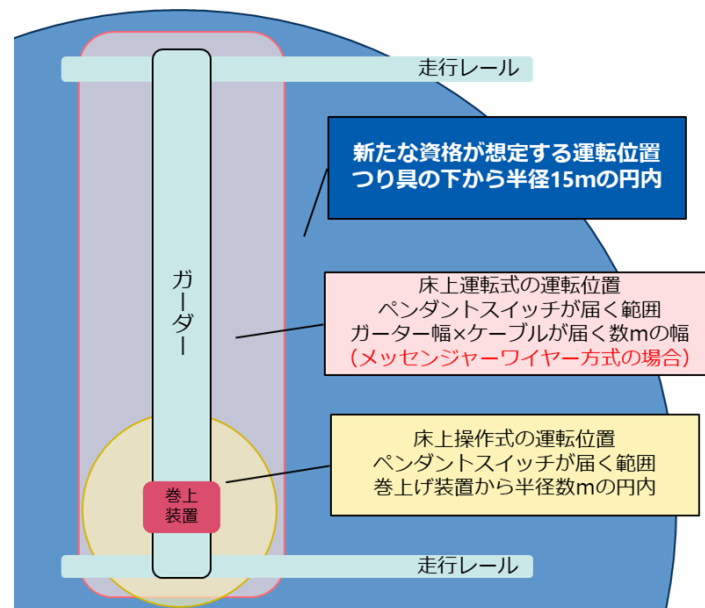 走行レール
新たな資格が想定する運転位置
つり具の下から半径15mの円内
ガーダー
床上運転式の運転位置
ペンダントスイッチが届く範囲
ガーター幅×ケーブルが届く数mの幅
（メッセンジャーワイヤー方式の場合）
床上操作式の運転位置
ペンダントスイッチが届く範囲
巻上げ装置から半径数mの円内
巻上
装置
走行レール